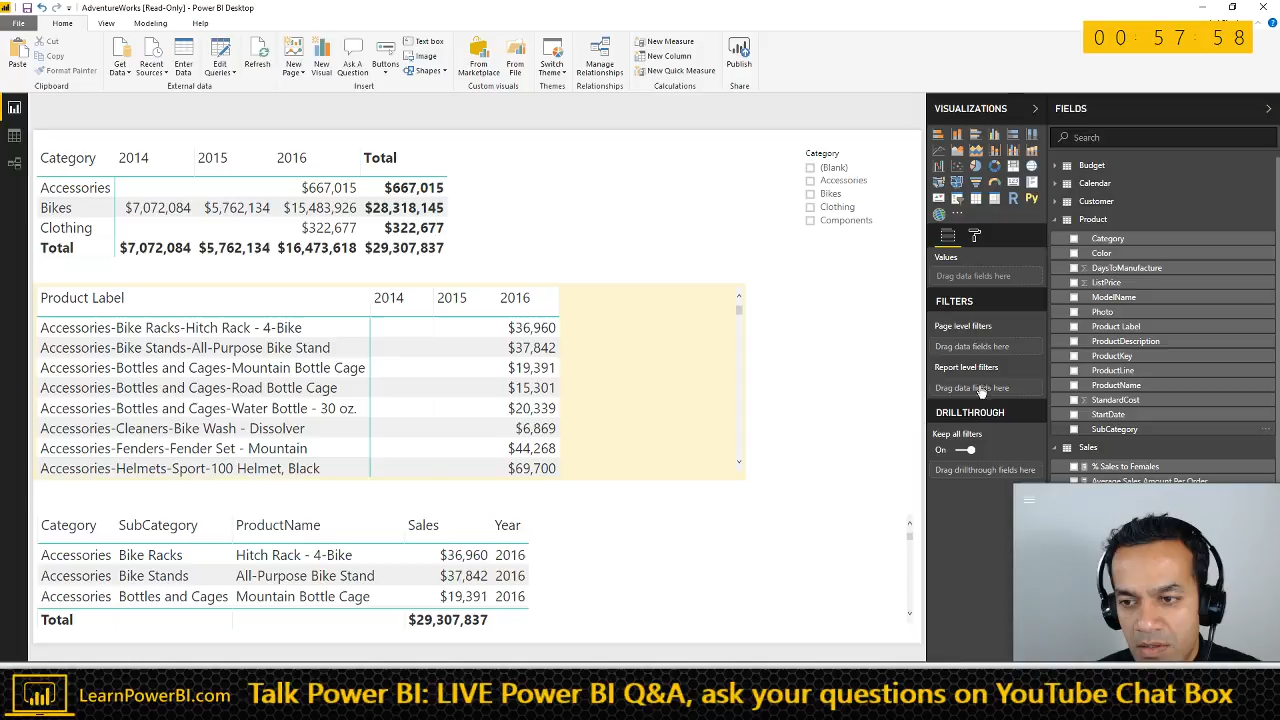 AdventureWorks [Read-Only] - Power BI Desktop
File Home View Modeling Help
Paste
Cut
Copy
Format Painter
Clipboard
Get Data
Recent Sources
Enter Data
Edit Queries
Refresh
External data
New Page
New Visual
Ask A Question
Buttons
Text box
Image
Shapes
Insert
From Marketplace
From File
Custom visuals
Switch Theme
Themes
Manage Relationships
Relationships
New Measure
New Column
New Quick Measure
Calculations
Publish
Share
00:57:58
Category 2014 2015 2016 Total
Accessories $667,015 $667,015
Bikes $7,072,084 $5,762,134 $15,483,926 $28,318,145
Clothing $322,677 $322,677
Total $7,072,084 $5,762,134 $16,473,618 $29,307,837
Category
(Blank)
Accessories
Bikes
Clothing
Components
Product Label 2014 2015 2016
Accessories-Bike Racks-Hitch Rack - 4-Bike $36,960
Accessories-Bike Stands-All-Purpose Bike Stand $37,842
Accessories-Bottles and Cages-Mountain Bottle Cage $19,391
Accessories-Bottles and Cages-Road Bottle Cage $15,301
Accessories-Bottles and Cages-Water Bottle - 30 oz. $20,339
Accessories-Cleaners-Bike Wash - Dissolver $6,869
Accessories-Fenders-Fender Set - Mountain $44,268
Accessories-Helmets-Sport-100 Helmet, Black $69,700
Category SubCategory ProductName Sales Year
Accessories Bike Racks Hitch Rack - 4-Bike $36,960 2016
Accessories Bike Stands All-Purpose Bike Stand $37,842 2016
Accessories Bottles and Cages Mountain Bottle Cage $19,391 2016
Total $29,307,837
VISUALIZATIONS
R Py
Values
Drag data fields here
FILTERS
Page level filters
Drag data fields here
Report level filters
Drag data fields here
DRILLTHROUGH
Keep all filters
On
Drag drillthrough fields here
FIELDS
Search
Budget
Calendar
Customer
Product
Category
Color
DaysToManufacture
ListPrice
ModelName
Photo
Product Label
ProductDescription
ProductKey
ProductLine
ProductName
StandardCost
StartDate
SubCategory
Sales
% Sales to Females
Average Sales Amount Per Order
LearnPowerBI.com
Talk Power BI: LIVE Power BI Q&A, ask your questions on YouTube Chat Box